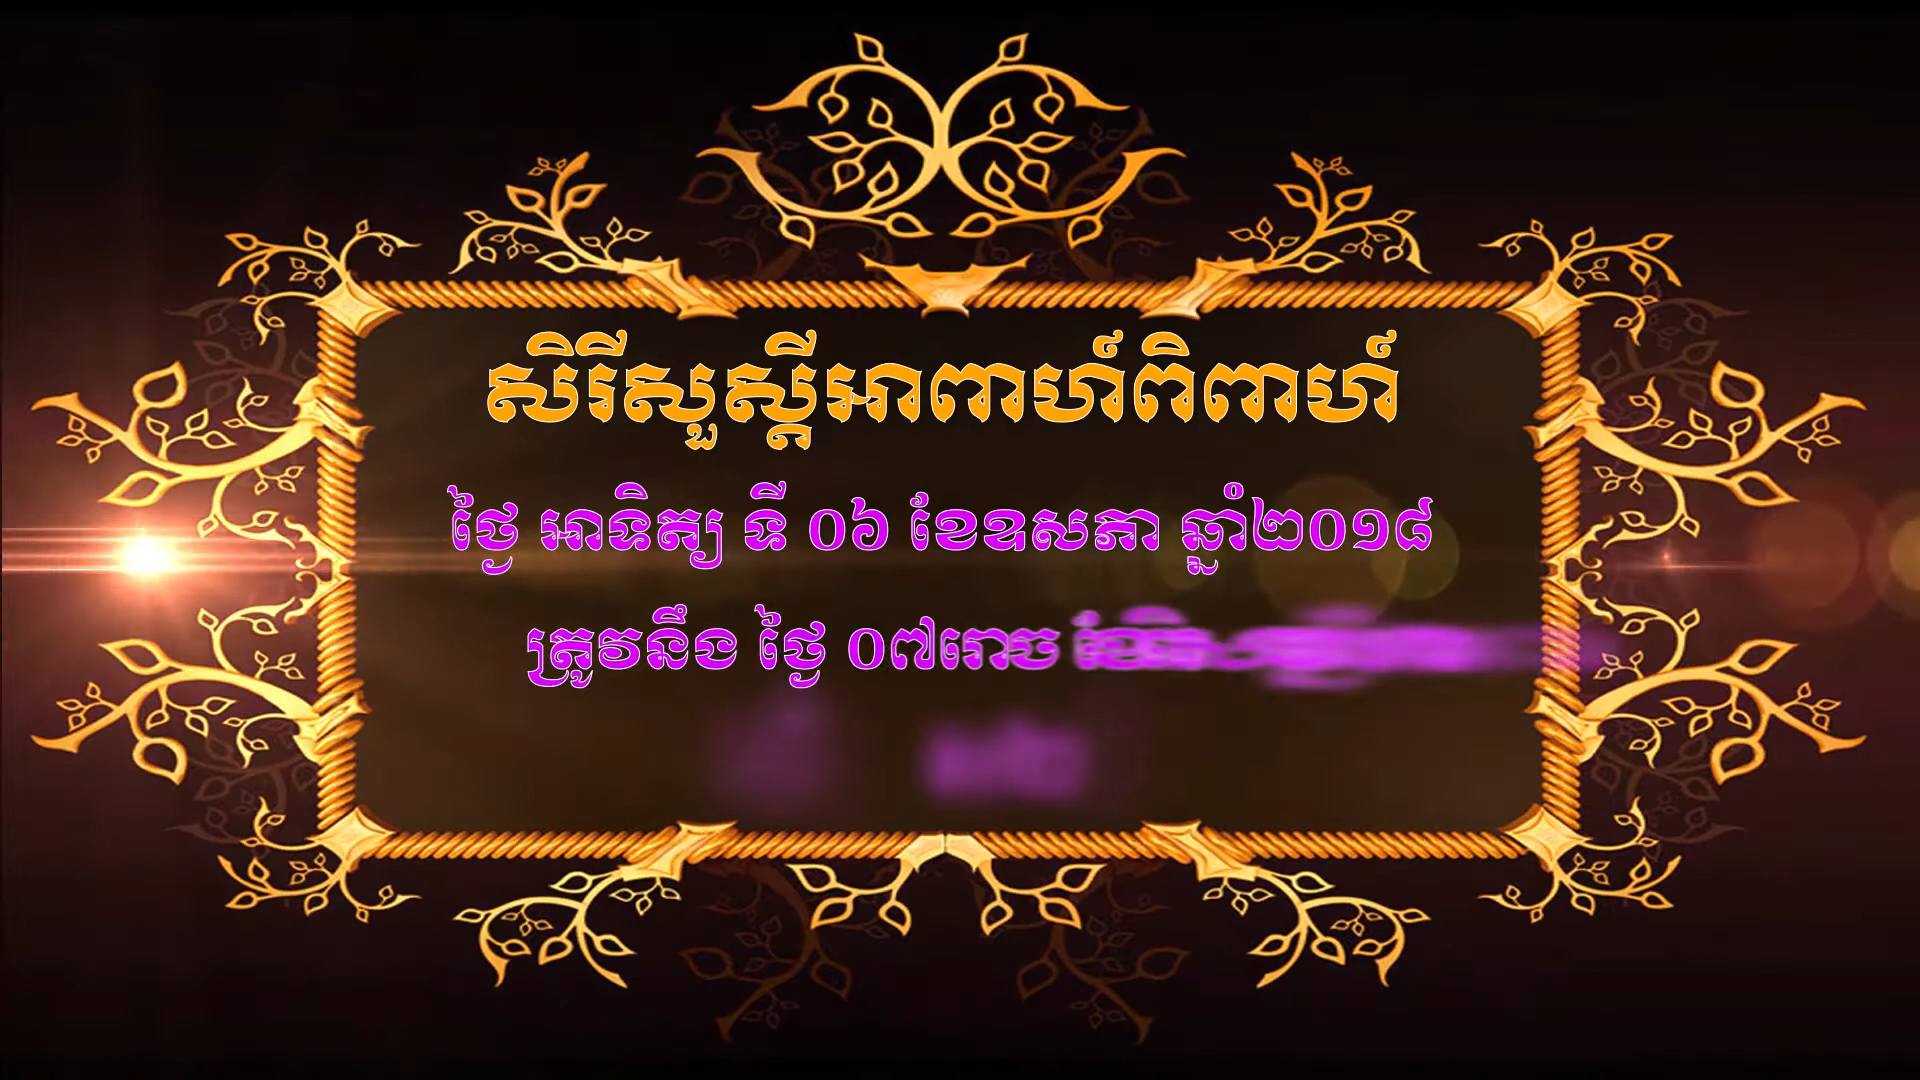 សិរីសួស្តីអាពាហ៍ពិពាហ៍
ថ្ងៃ អាទិត្យ ទី ០៦ ខែឧសភា ឆ្នាំ២០១៨
ត្រូវនឹង ថ្ងៃ ០៧រោច